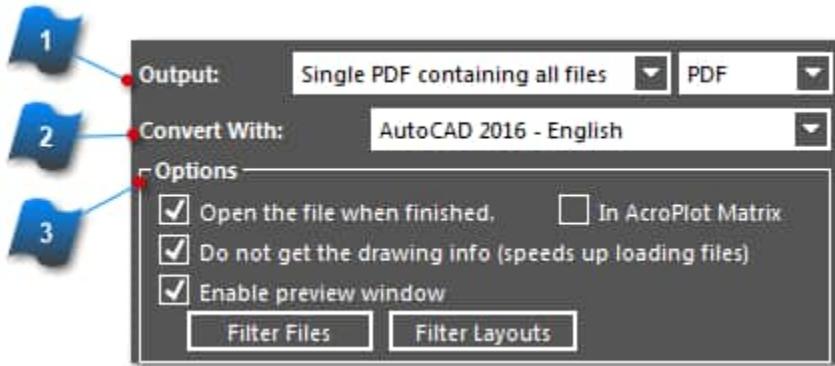 1
Output: Single PDF containing all files PDF
2
Convert With: AutoCAD 2016 - English
3
Options
Open the file when finished. In AcroPlot Matrix
Do not get the drawing info (speeds up loading files)
Enable preview window
Filter Files Filter Layouts